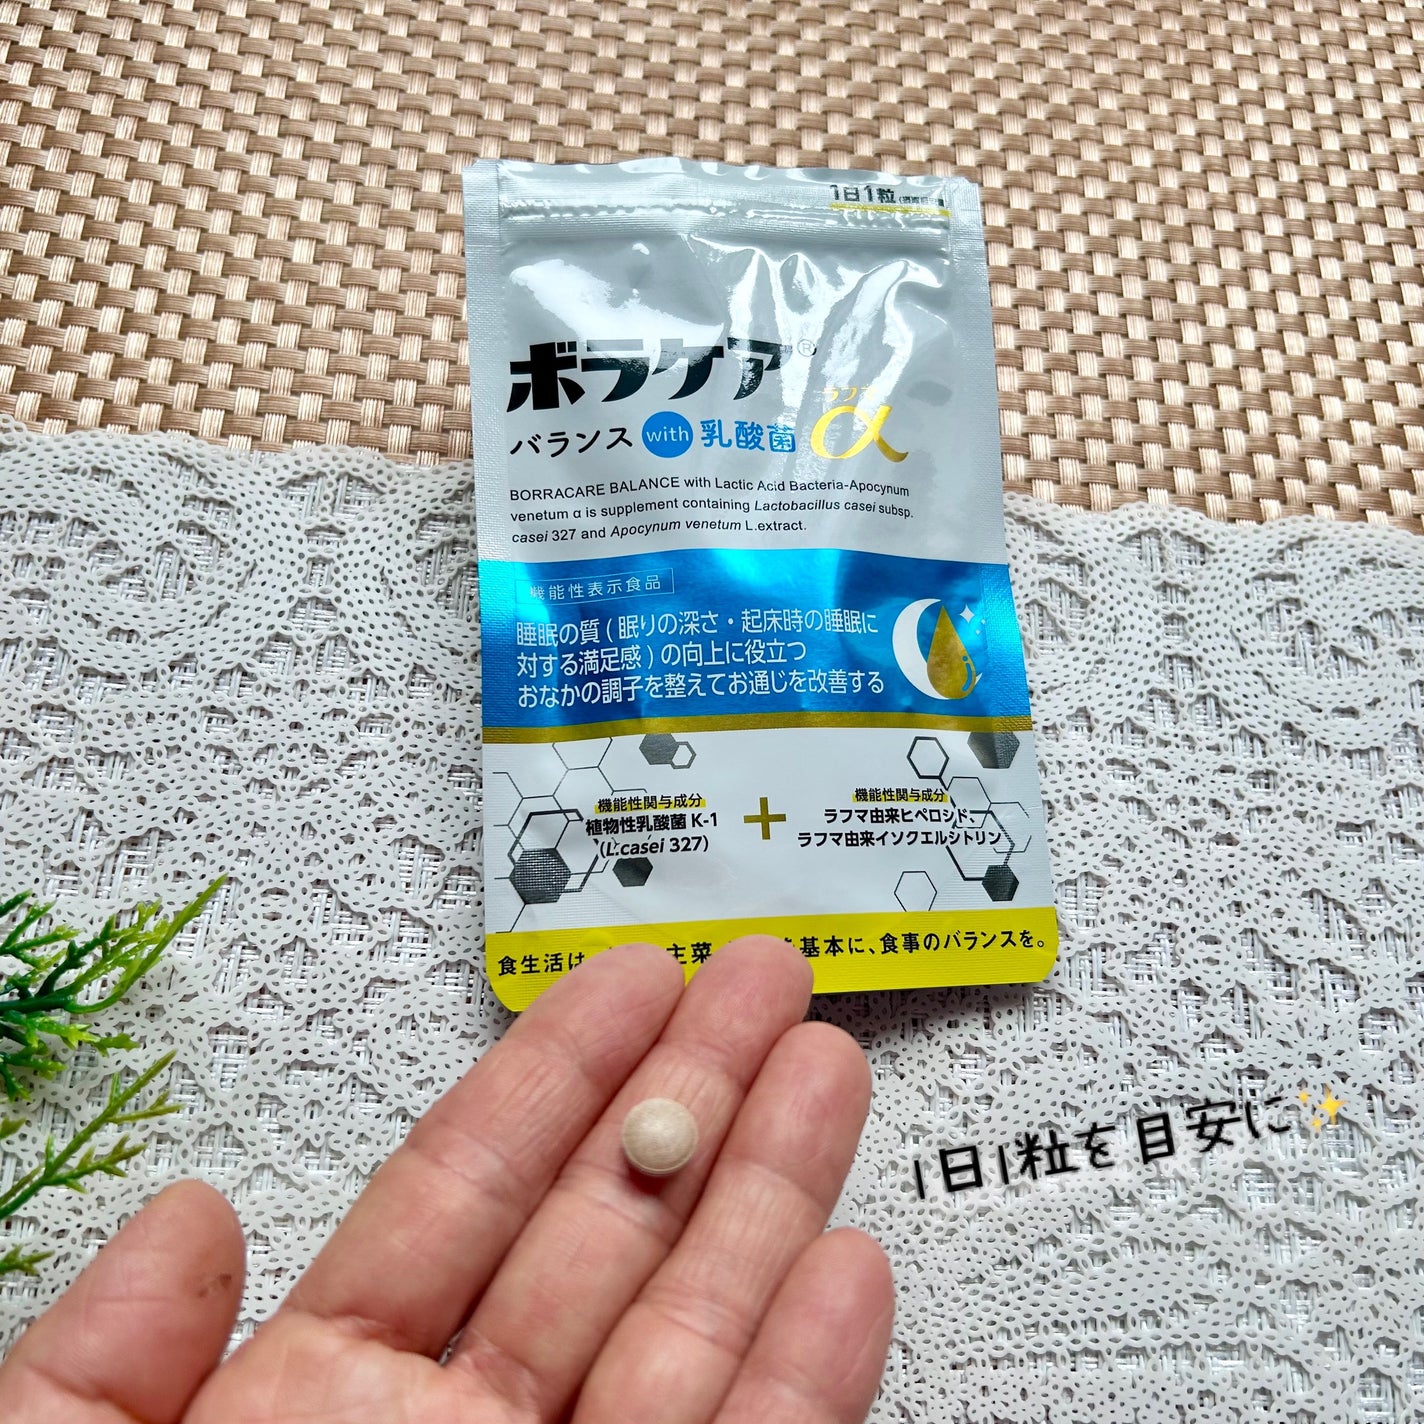 1日1粒
ボラケア®
ラフマ
バランス with 乳酸菌 α
BORRACARE BALANCE with Lactic Acid Bacteria-Apocynum
venetum α is supplement containing Lactobacillus casei subsp.
casei 327 and Apocynum venetum L.extract.
機能性表示食品
睡眠の質 ( 眠りの深さ・起床時の睡眠に
対する満足感 ) の向上に役立つ
おなかの調子を整えてお通じを改善する
機能性関与成分
植物性乳酸菌 K-1
(L.casei 327)
+
機能性関与成分
ラフマ由来ヒペロシド、
ラフマ由来イソクエルシトリン
食生活は 主菜 基本に、食事のバランスを。
1日1粒を目安に✨